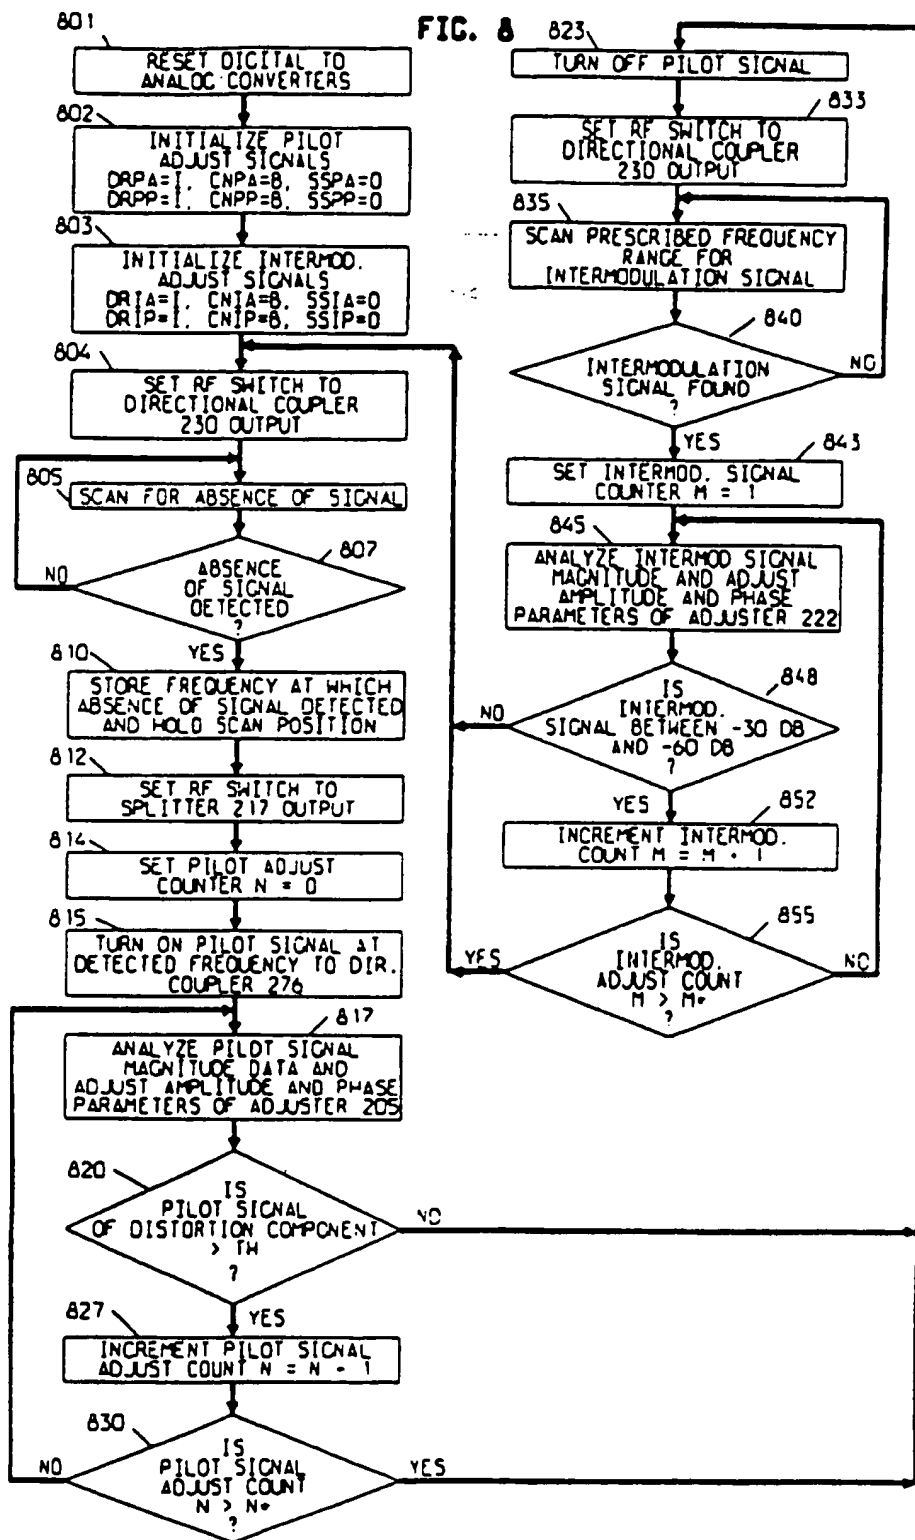 FIG. 8
801
RESET DIGITAL TO
ANALOC CONVERTERS
802
INITIALIZE PILOT
ADJUST SIGNALS
DRPA=1, CNPA=8, SSPA=0
DRPP=1, CNPP=8, SSPP=0
803
INITIALIZE INTERMOD.
ADJUST SIGNALS
DRIA=1, CNIA=8, SSIA=0
DRIP=1, CNIP=8, SSIP=0
804
SET RF SWITCH TO
DIRECTIONAL COUPLER
230 OUTPUT
805
SCAN FOR ABSENCE OF SIGNAL
807
ABSENCE
OF SIGNAL
DETECTED
?
NO
YES
810
STORE FREQUENCY AT WHICH
ABSENCE OF SIGNAL DETECTED
AND HOLD SCAN POSITION
812
SET RF SWITCH TO
SPLITTER 217 OUTPUT
814
SET PILOT ADJUST
COUNTER N = 0
815
TURN ON PILOT SIGNAL AT
DETECTED FREQUENCY TO DIR.
COUPLER 276
817
ANALYZE PILOT SIGNAL
MAGNITUDE DATA AND
ADJUST AMPLITUDE AND PHASE
PARAMETERS OF ADJUSTER 205
820
IS
PILOT SIGNAL
OF DISTORTION COMPONENT
> TH
?
NO
YES
827
INCREMENT PILOT SIGNAL
ADJUST COUNT N = N - 1
830
IS
PILOT SIGNAL
ADJUST COUNT
N > N*
?
NO
YES
823
TURN OFF PILOT SIGNAL
833
SET RF SWITCH TO
DIRECTIONAL COUPLER
230 OUTPUT
835
SCAN PRESCRIBED FREQUENCY
RANGE FOR
INTERMODULATION SIGNAL
840
INTERMODULATION
SIGNAL FOUND
?
NO
YES
843
SET INTERMOD. SIGNAL
COUNTER M = 1
845
ANALYZE INTERMOD SIGNAL
MAGNITUDE AND ADJUST
AMPLITUDE AND PHASE
PARAMETERS OF ADJUSTER 222
848
IS
INTERMOD.
SIGNAL BETWEEN -30 DB
AND -60 DB
?
NO
YES
852
INCREMENT INTERMOD.
COUNT M = M + 1
855
IS
INTERMOD.
ADJUST COUNT
M > M*
?
YES
NO